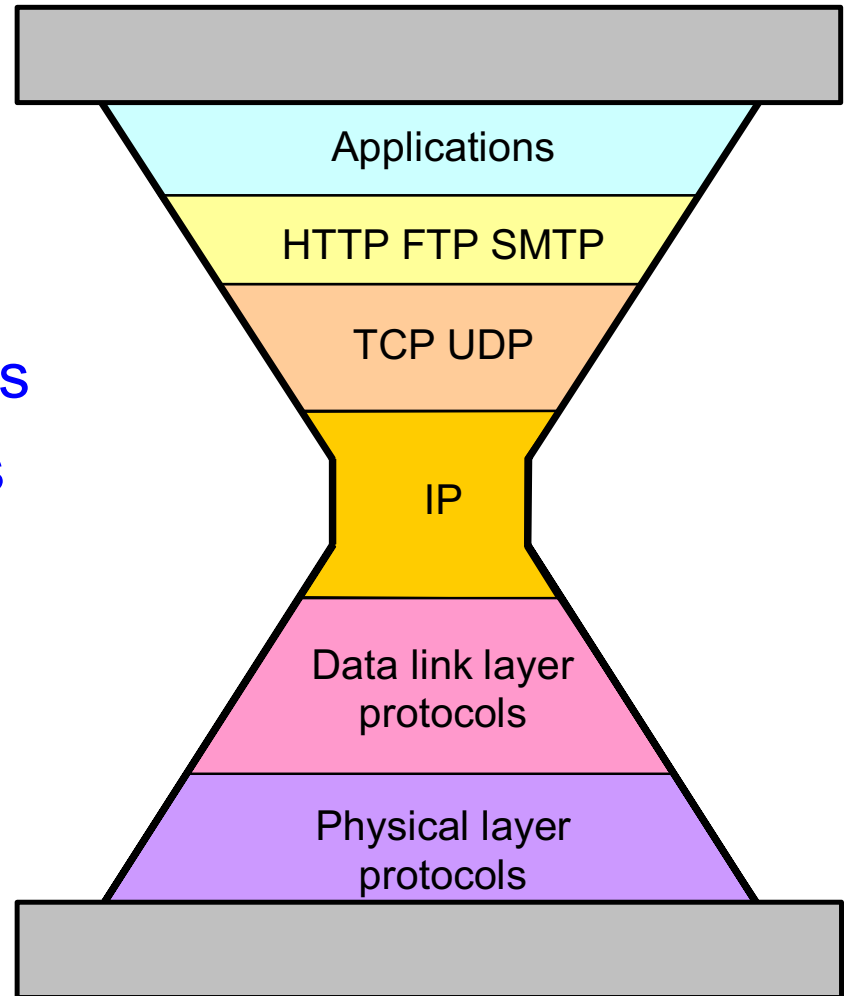 Applications
HTTP FTP SMTP
TCP UDP
s
s
IP
Data link layer
protocols
Physical layer
protocols